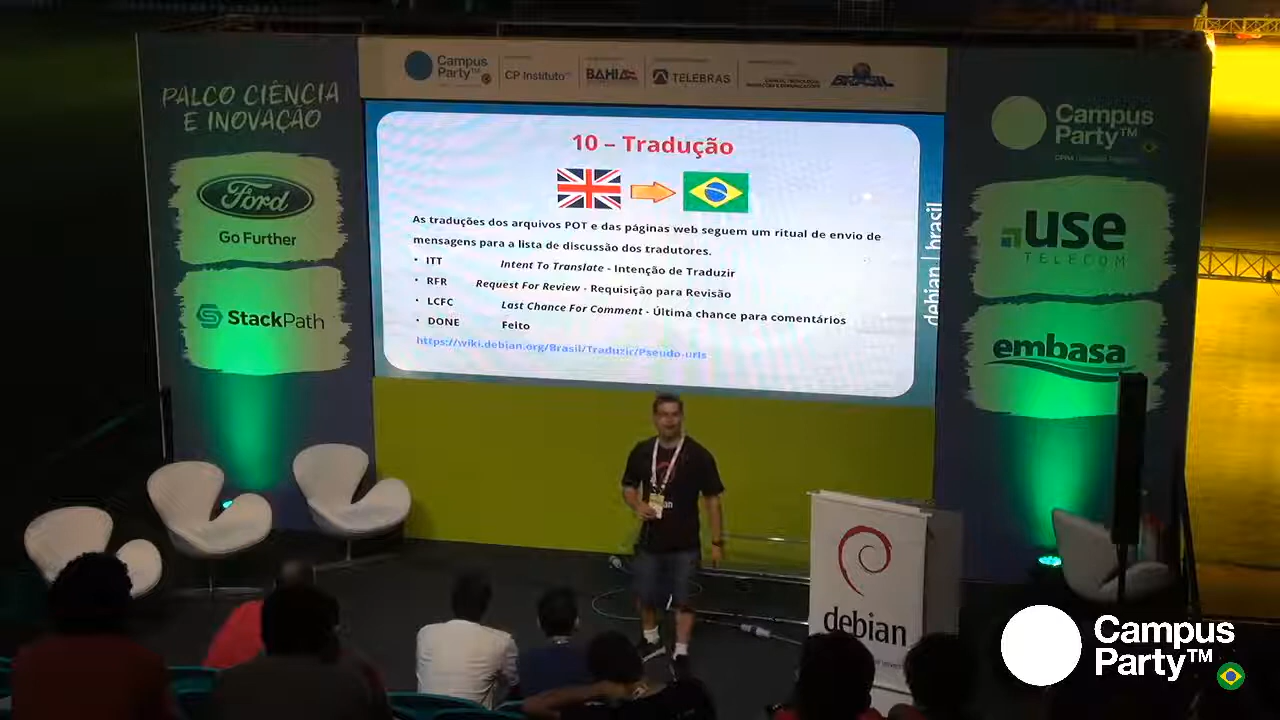 PALCO CIÊNCIA
E INOVAÇÃO
Ford
Go Further
StackPath
Campus
Party™
CP Instituto
BAHIA
TELEBRAS
BRASIL
10 – Tradução
As traduções dos arquivos POT e das páginas web seguem um ritual de envio de
mensagens para a lista de discussão dos tradutores.
• ITT Intent To Translate - Intenção de Traduzir
• RFR Request For Review - Requisição para Revisão
• LCFC Last Chance For Comment - Última chance para comentários
• DONE Feito
https://wiki.debian.org/Brasil/Traduzir/Pseudo-urls
debian | brasil
Campus
Party™
USE
TELECOM
embasa
debian
Campus
Party™